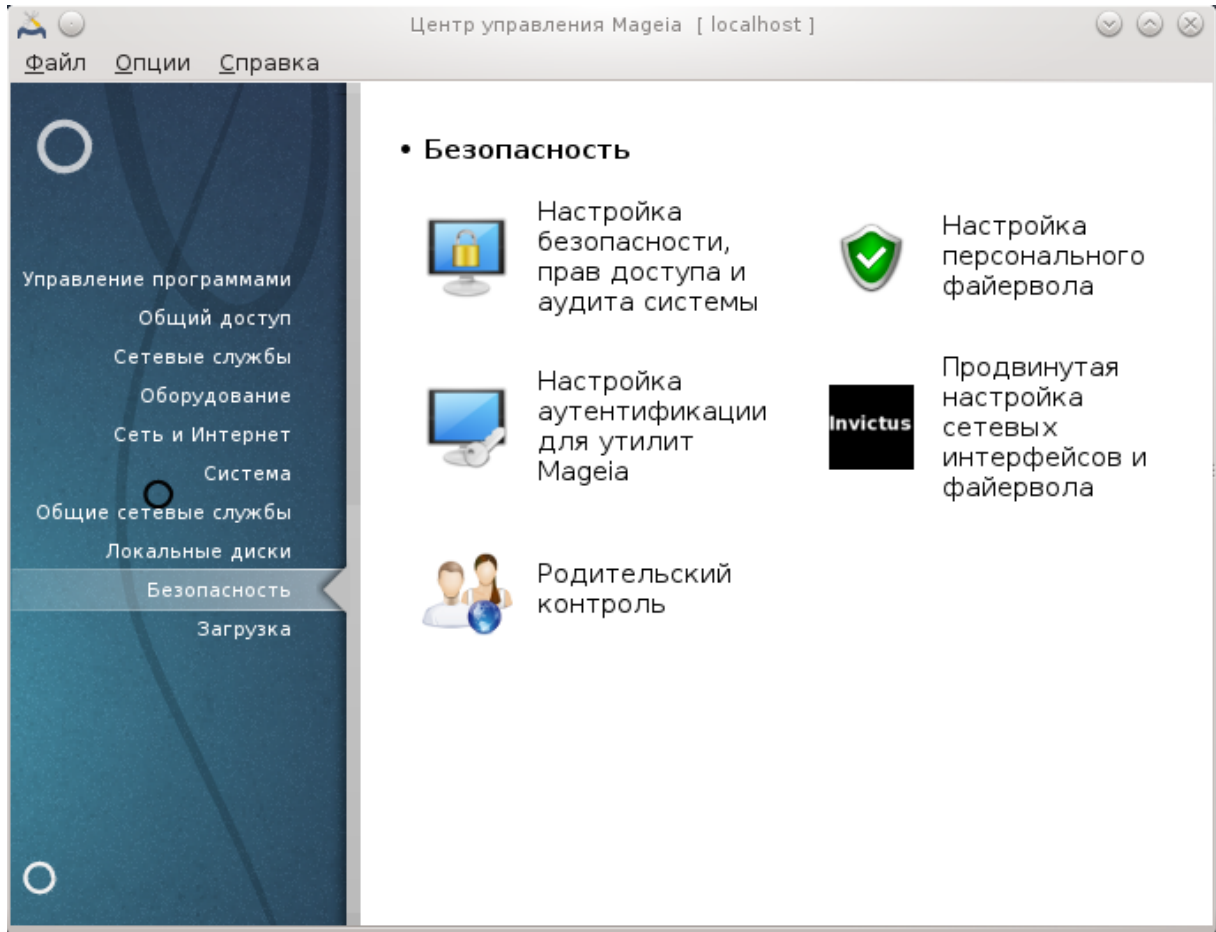 Центр управления Mageia [ localhost ]
Файл Опции Справка
Управление программами
Общий доступ
Сетевые службы
Оборудование
Сеть и Интернет
Система
Общие сетевые службы
Локальные диски
Безопасность
Загрузка
• Безопасность
Настройка
безопасности,
прав доступа и
аудита системы
Настройка
персонального
файервола
Настройка
аутентификации
для утилит
Mageia
Invictus
Продвинутая
настройка
сетевых
интерфейсов и
файервола
Родительский
контроль